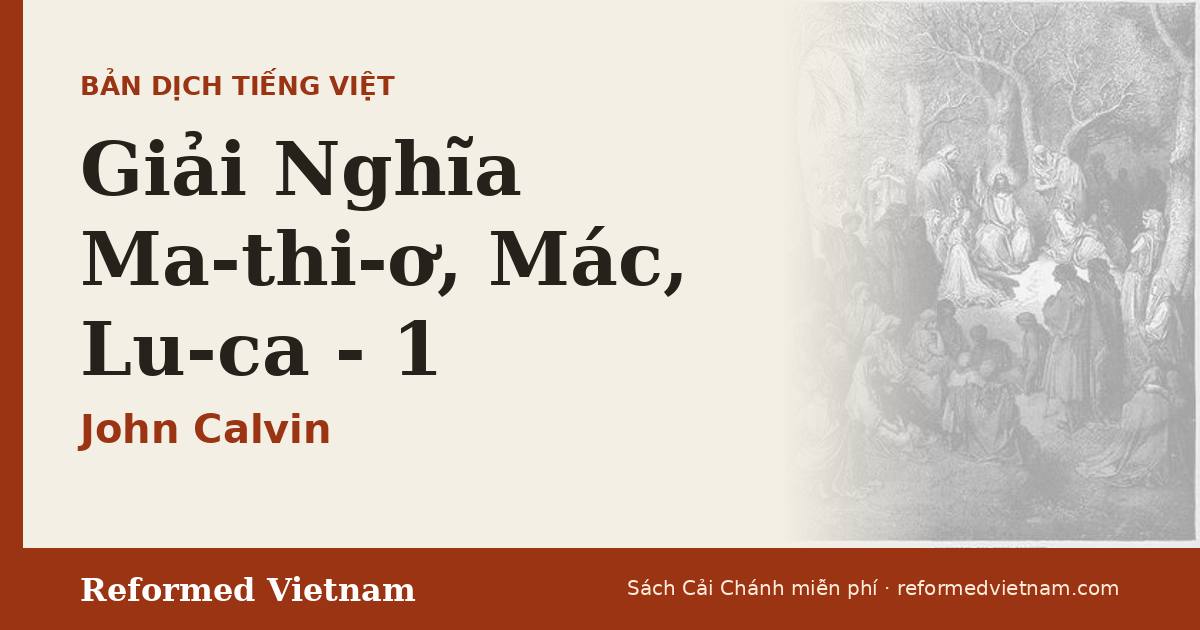 BẢN DỊCH TIẾNG VIỆT
Giải Nghĩa
Ma-thi-ơ, Mác,
Lu-ca - 1
John Calvin
Reformed Vietnam
Sách Cải Chánh miễn phí · reformedvietnam.com